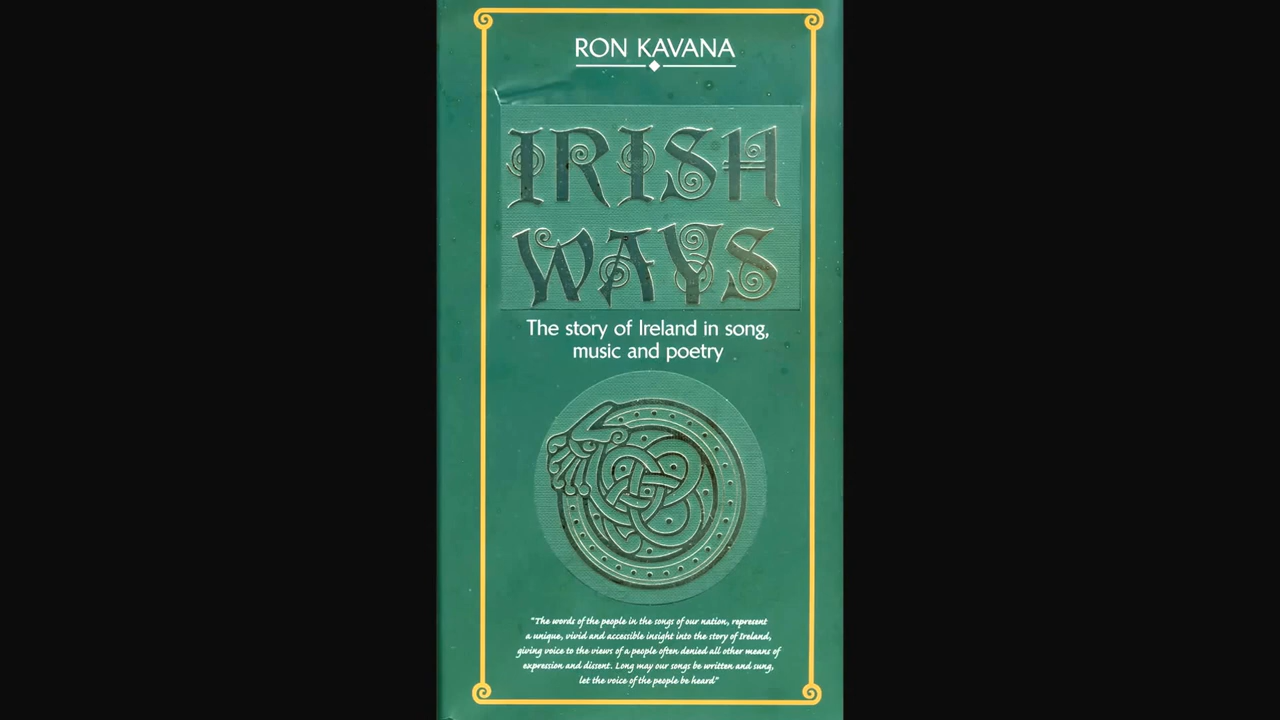 RON KAVANA
IRISH
WAYS
The story of Ireland in song,
music and poetry
"The words of the people in the songs of our nation, represent
a unique, vivid and accessible insight into the story of Ireland,
giving voice to the views of a people often denied all other means of
expression and dissent. Long may our songs be written and sung,
let the voice of the people be heard"